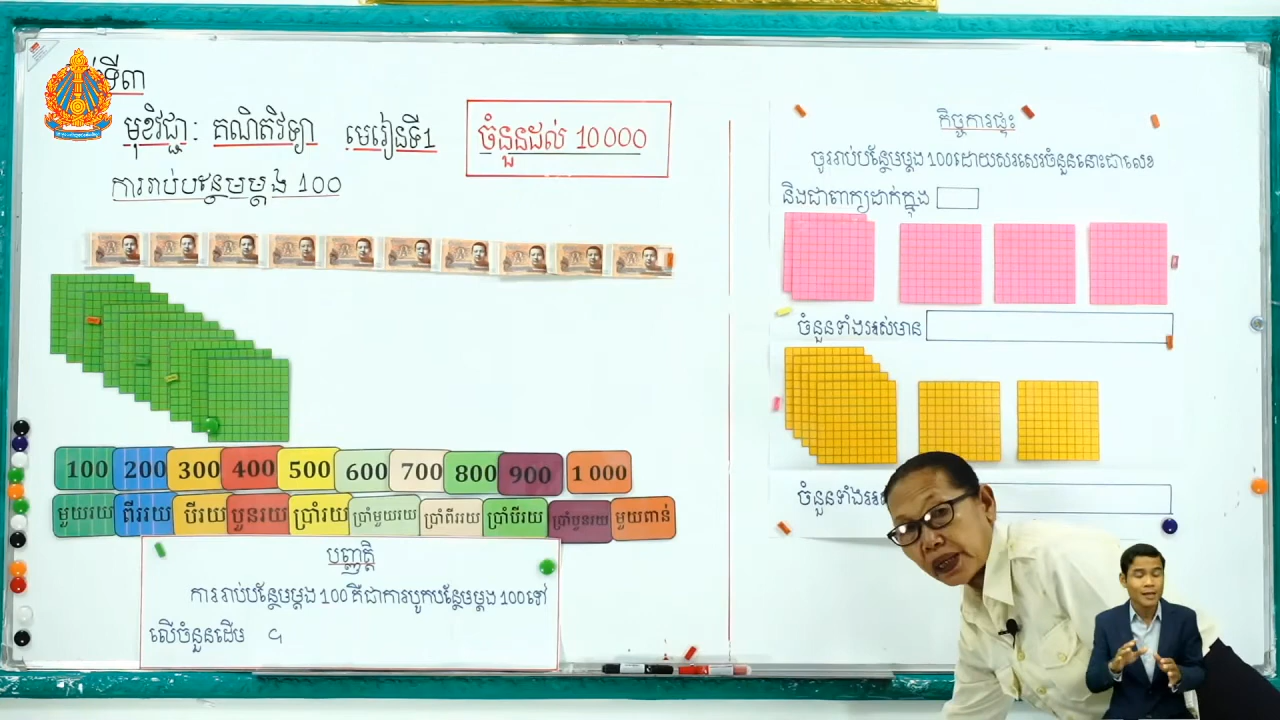 ទី៣
មុខវិជ្ជា: គណិតវិទ្យា មេរៀនទី1 ចំនួនដល់ 10000
ការរាប់បន្ថែមម្តង 100
100 200 300 400 500 600 700 800 900 1 000
មួយរយ ពីររយ បីរយ បួនរយ ប្រាំរយ ប្រាំមួយរយ ប្រាំពីររយ ប្រាំបីរយ ប្រាំបួនរយ មួយពាន់
បញ្ញត្តិ
ការរាប់បន្ថែមម្តង 100 គឺជាការបូកបន្ថែមម្តង 100 ទៅ
លើចំនួនដើម ។
កិច្ចការផ្ទះ
ចូររាប់បន្ថែមម្តង 100 ដោយសរសេរចំនួននោះជាលេខ
និងជាពាក្យដាក់ក្នុង
ចំនួនទាំងអស់មាន
ចំនួនទាំងអស់